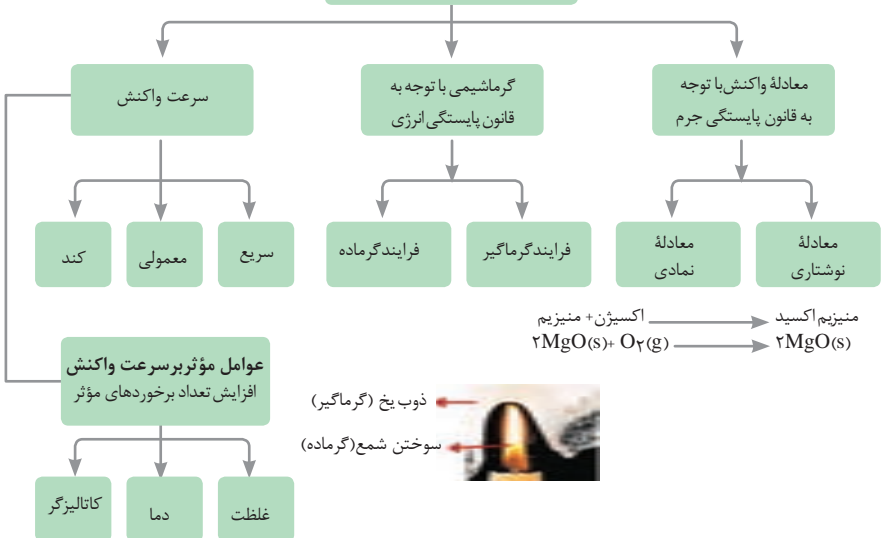 معادلهٔ واکنش‌با توجه
به قانون پایستگی جرم
گرماشیمی با توجه به
قانون پایستگی انرژی
سرعت واکنش
معادلهٔ
نوشتاری
معادلهٔ
نمادی
فرایندگرماگیر
فرایندگرماده
سریع
معمولی
کند
منیزیم + اکسیژن ⟶ منیزیم اکسید
۲MgO(s)+ O۲(g) ⟶ ۲MgO(s)
عوامل مؤثربرسرعت واکنش
افزایش تعداد برخوردهای مؤثر
غلظت
دما
کاتالیزگر
ذوب یخ (گرماگیر)
سوختن شمع(گرماده)